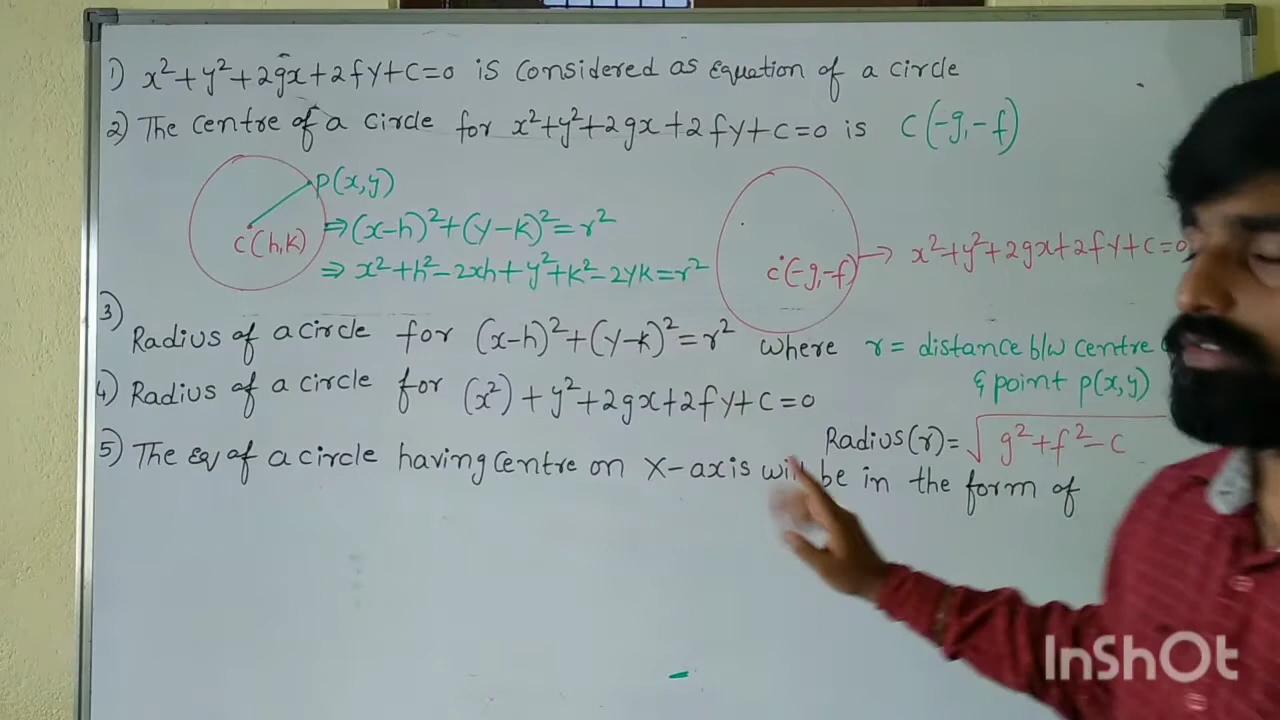 1) x²+y²+2gx+2fy+c=0 is considered as equation of a circle
2) The centre of a circle for x²+y²+2gx+2fy+c=0 is C(-g,-f)
P(x,y)
C(h,k)
⇒(x-h)²+(y-k)²=r²
⇒ x²+h²-2xh+y²+k²-2yk=r²
C(-g,-f)
→ x²+y²+2gx+2fy+c=0
3) Radius of a circle for (x-h)²+(y-k)²=r² where r= distance b/w centre
& point p(x,y)
4) Radius of a circle for (x²)+y²+2gx+2fy+c=0
Radius(r)=√g²+f²-c
5) The Eq of a circle having centre on x-axis will be in the form of
InShOt